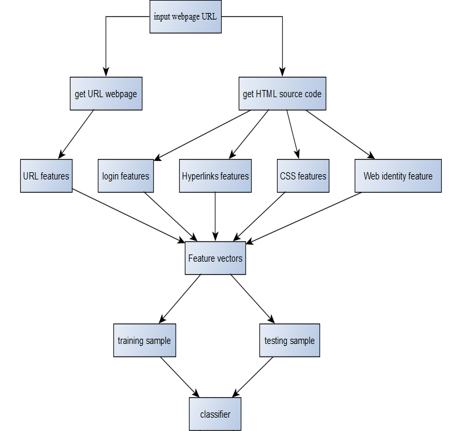 input webpage URL
get URL webpage
get HTML source code
URL features
login features
Hyperlinks features
CSS features
Web identity feature
Feature vectors
training sample
testing sample
classifier